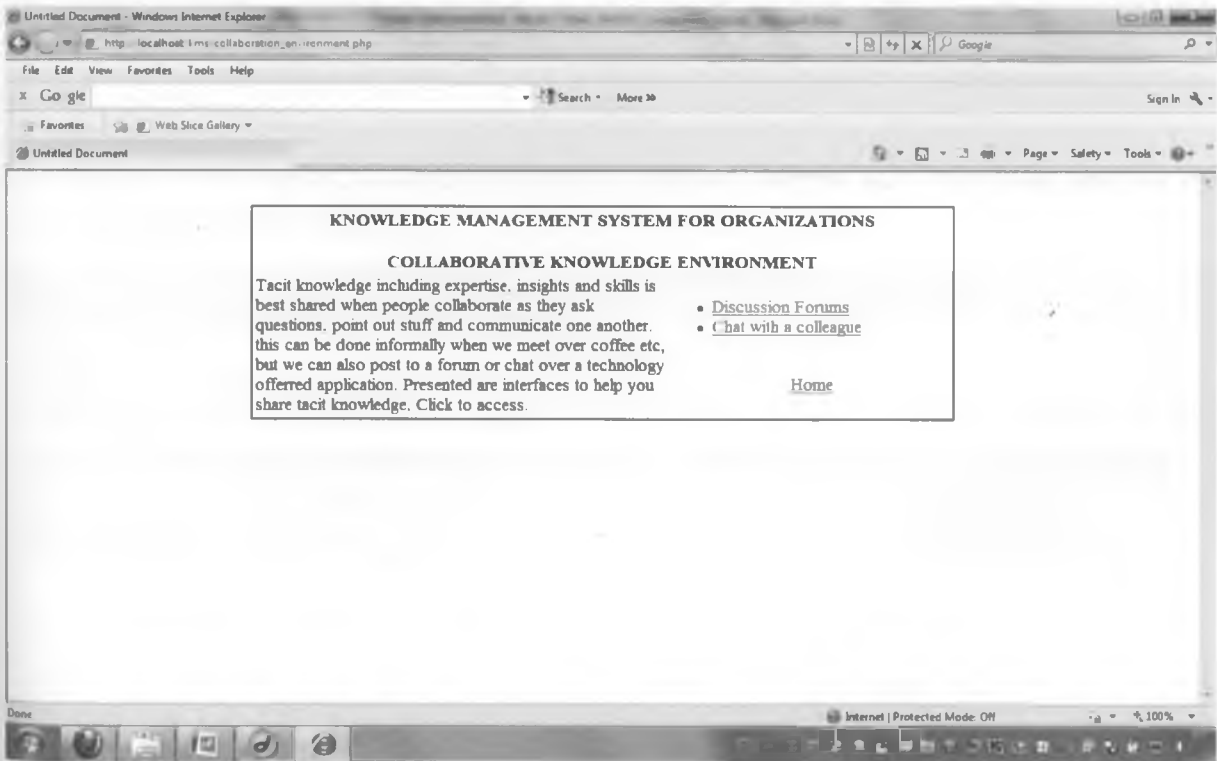 Untitled Document - Windows Internet Explorer
http localhost collaboration_environment.php
Google
File Edit View Favorites Tools Help
x Go gle
Search More »
Sign In
Favorites Web Slice Gallery
Untitled Document
Page Safety Tools
KNOWLEDGE MANAGEMENT SYSTEM FOR ORGANIZATIONS
COLLABORATIVE KNOWLEDGE ENVIRONMENT
Tacit knowledge including expertise, insights and skills is
best shared when people collaborate as they ask
questions, point out stuff and communicate one another.
this can be done informally when we meet over coffee etc,
but we can also post to a forum or chat over a technology
offerred application. Presented are interfaces to help you
share tacit knowledge, Click to access.
• Discussion Forums
• Chat with a colleague
Home
Done
Internet | Protected Mode: Off
100%